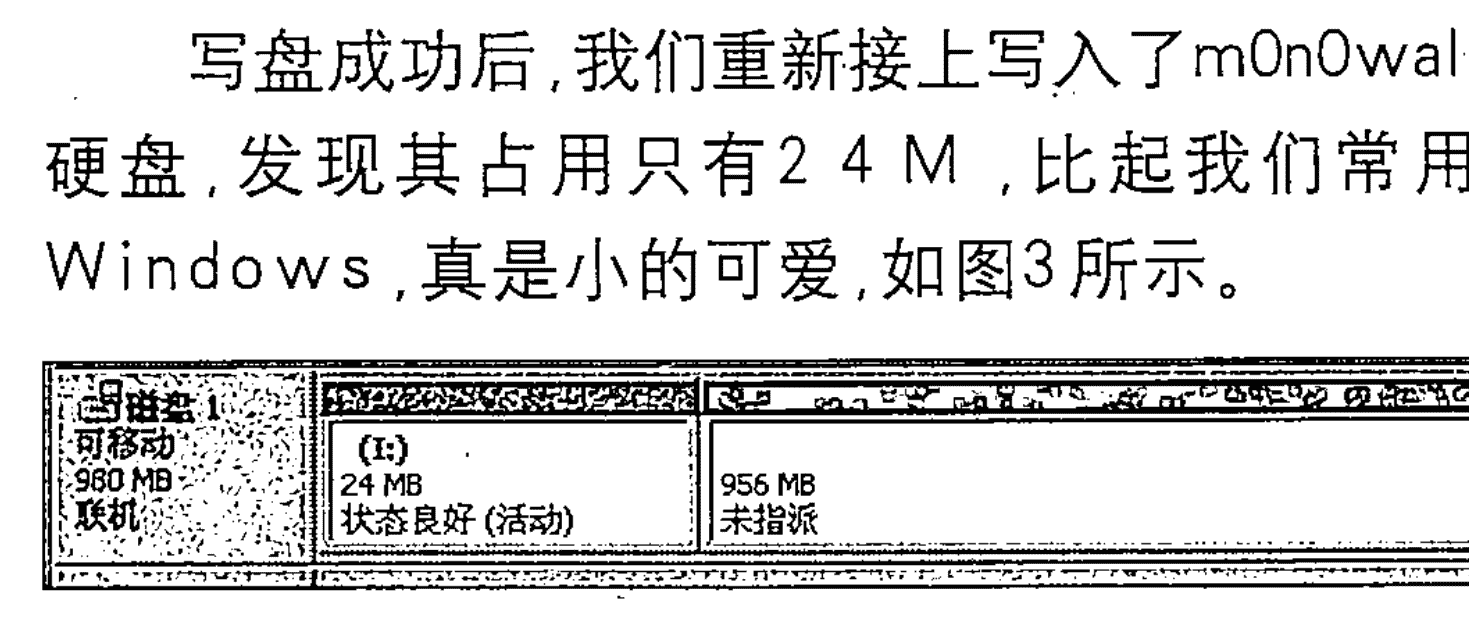 写盘成功后,我们重新接上写入了m0n0wal
硬盘,发现其占用只有24M,比起我们常用
Windows,真是小的可爱,如图3所示。
磁盘 1
可移动
980 MB
联机
(I:)
24 MB
状态良好 (活动)
956 MB
未指派